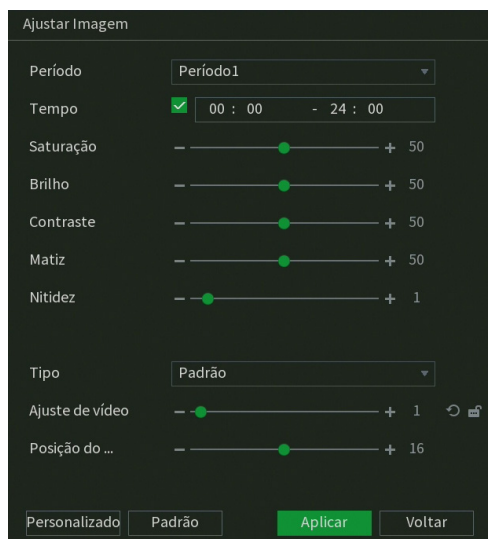 Ajustar Imagem
Período Período1
Tempo 00 : 00 - 24 : 00
Saturação 50
Brilho 50
Contraste 50
Matiz 50
Nitidez 1
Tipo Padrão
Ajuste de vídeo 1
Posição do ... 16
Personalizado Padrão Aplicar Voltar